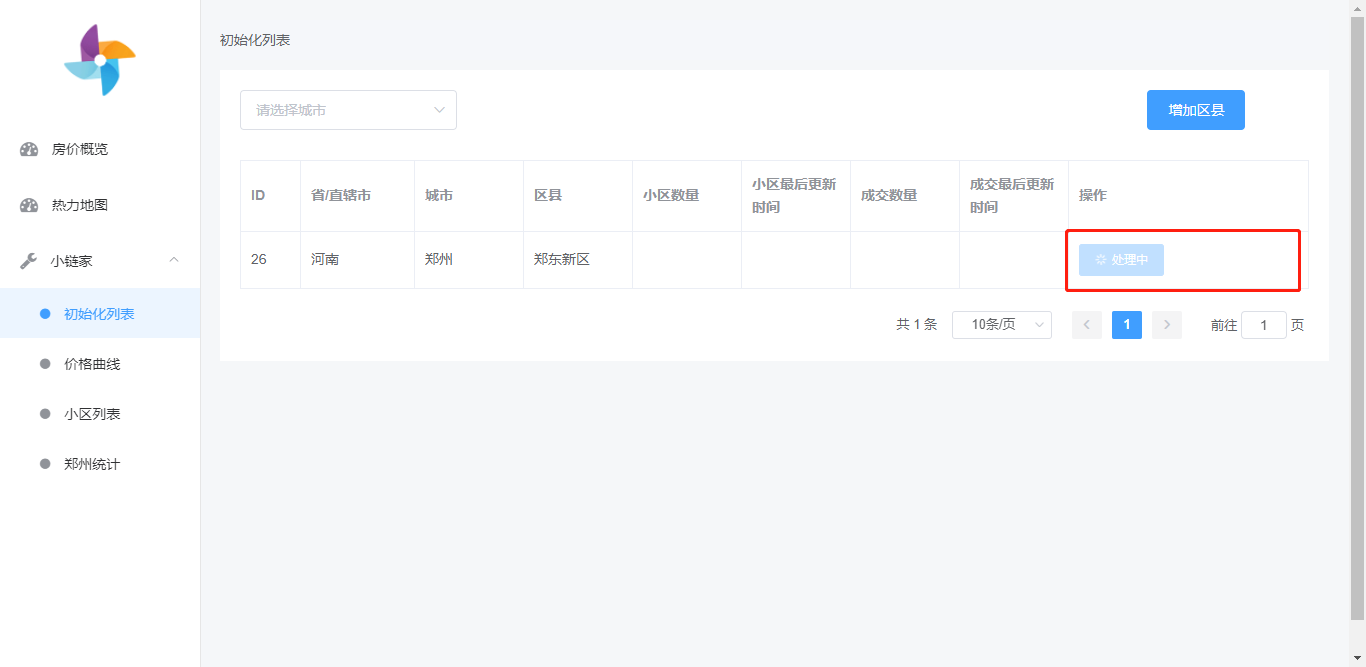 初始化列表
请选择城市
增加区县
房价概览
热力地图
小链家
初始化列表
价格曲线
小区列表
郑州统计
ID 省/直辖市 城市 区县 小区数量 小区最后更新 成交数量 成交最后更新 操作
时间 时间
26 河南 郑州 郑东新区 处理中
共 1 条 10条/页 1 前往 1 页